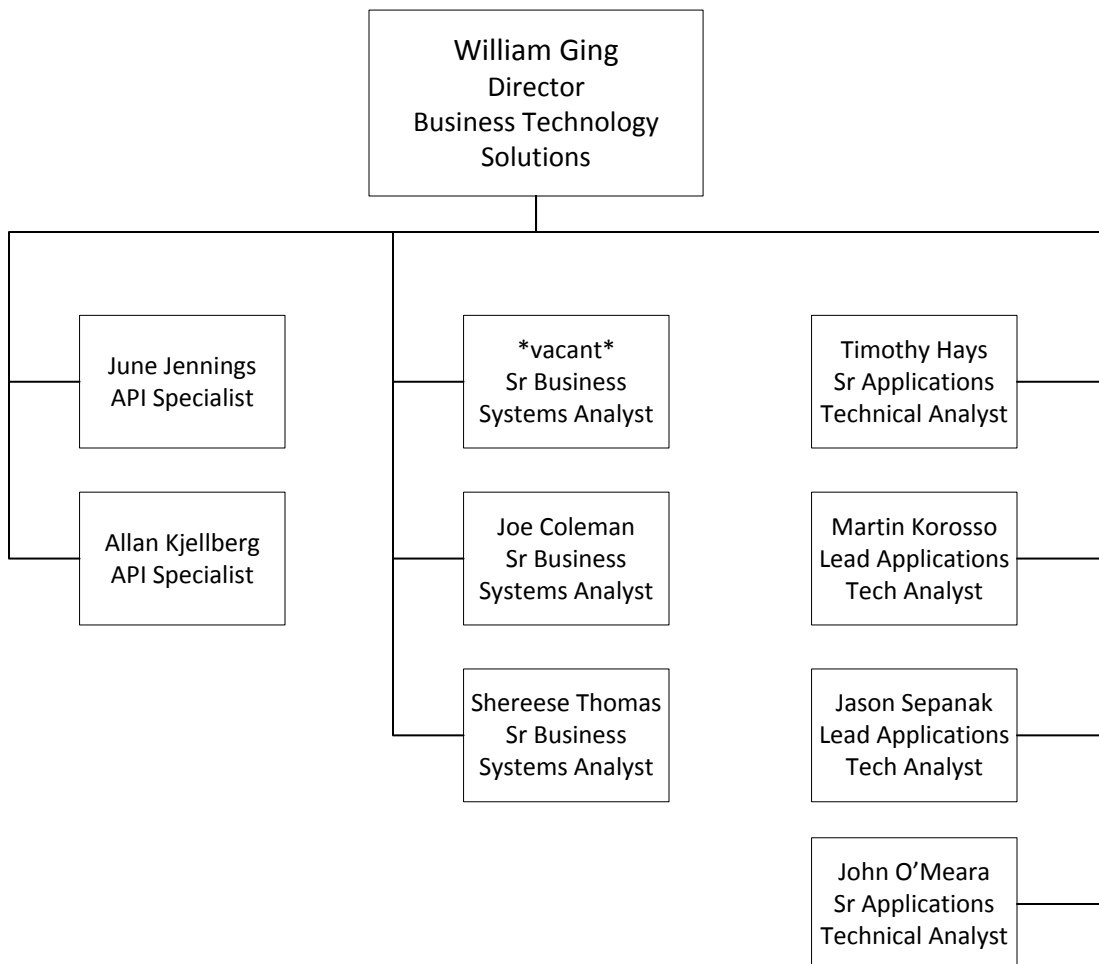 William Ging
Director
Business Technology
Solutions
June Jennings
API Specialist
Allan Kjellberg
API Specialist
*vacant*
Sr Business
Systems Analyst
Joe Coleman
Sr Business
Systems Analyst
Shereese Thomas
Sr Business
Systems Analyst
Timothy Hays
Sr Applications
Technical Analyst
Martin Korosso
Lead Applications
Tech Analyst
Jason Sepanak
Lead Applications
Tech Analyst
John O’Meara
Sr Applications
Technical Analyst